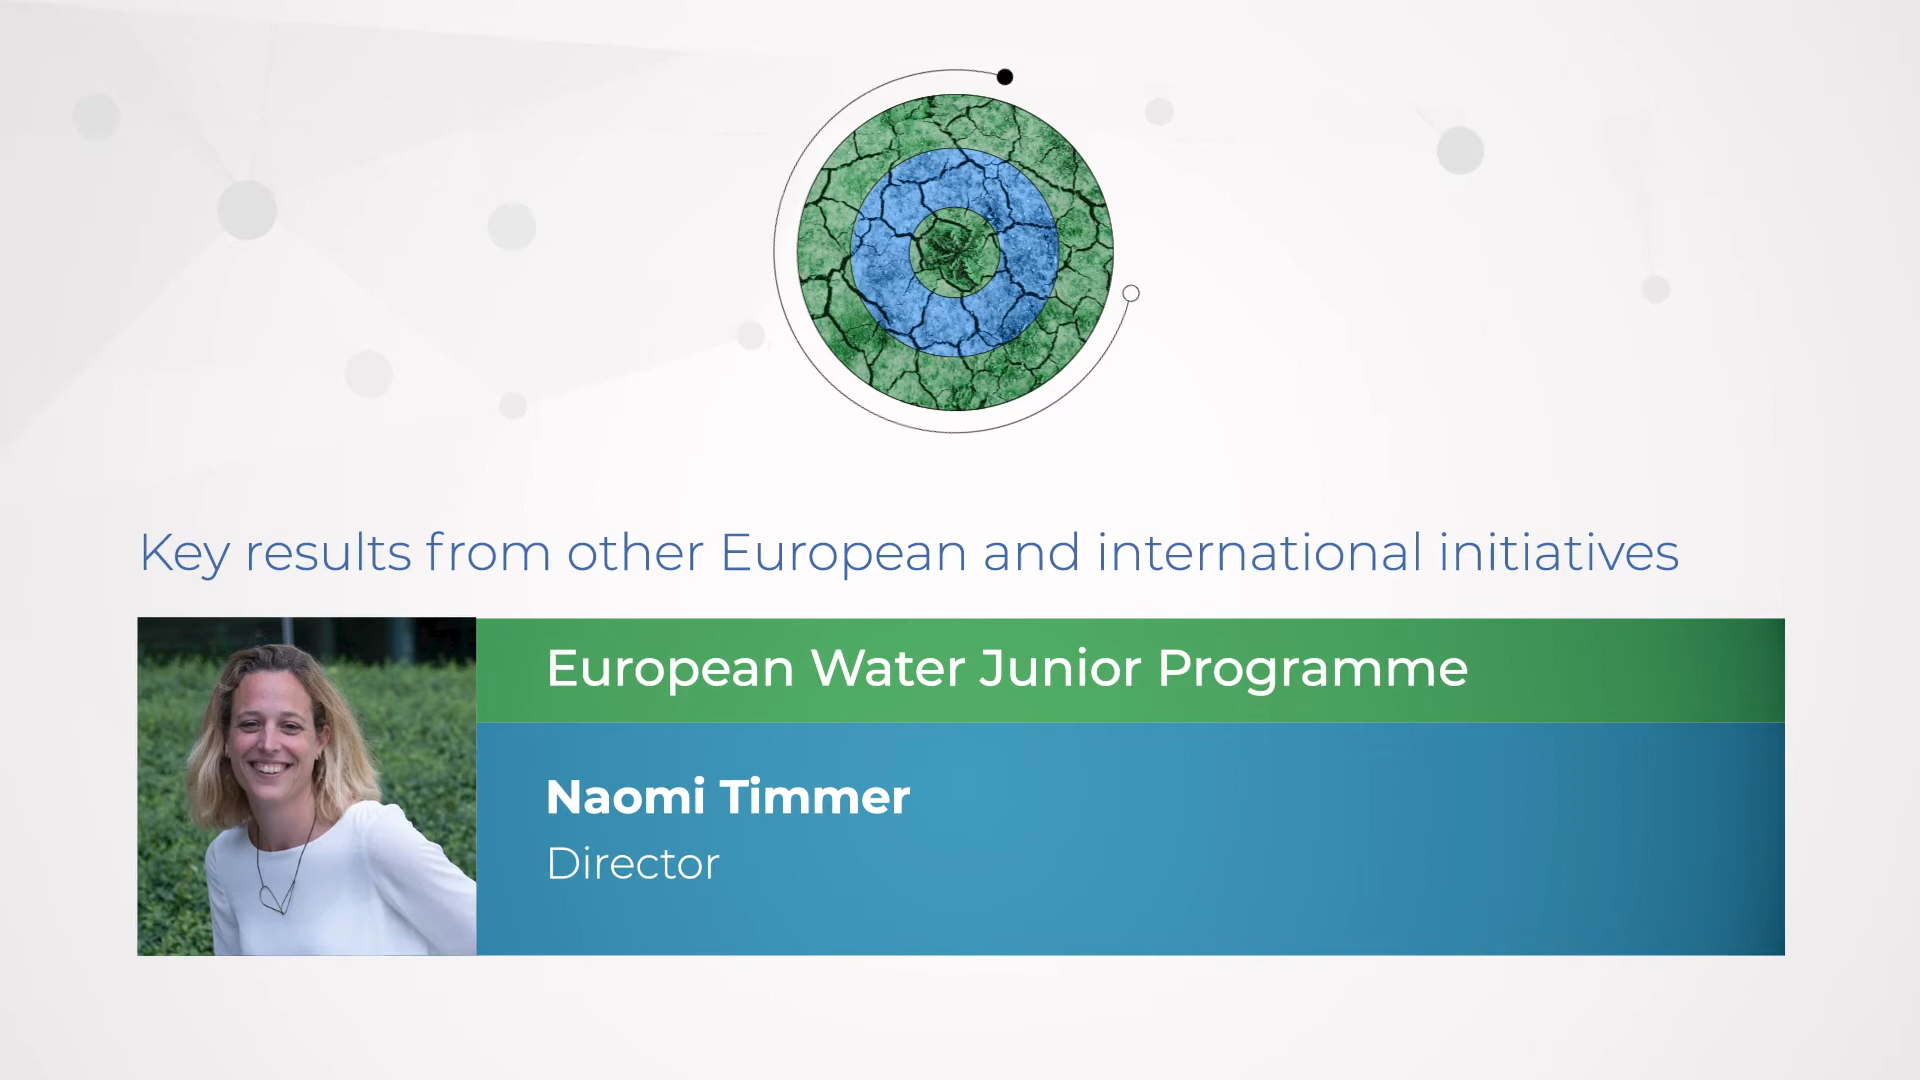 Key results from other European and international initiatives
European Water Junior Programme
Naomi Timmer
Director